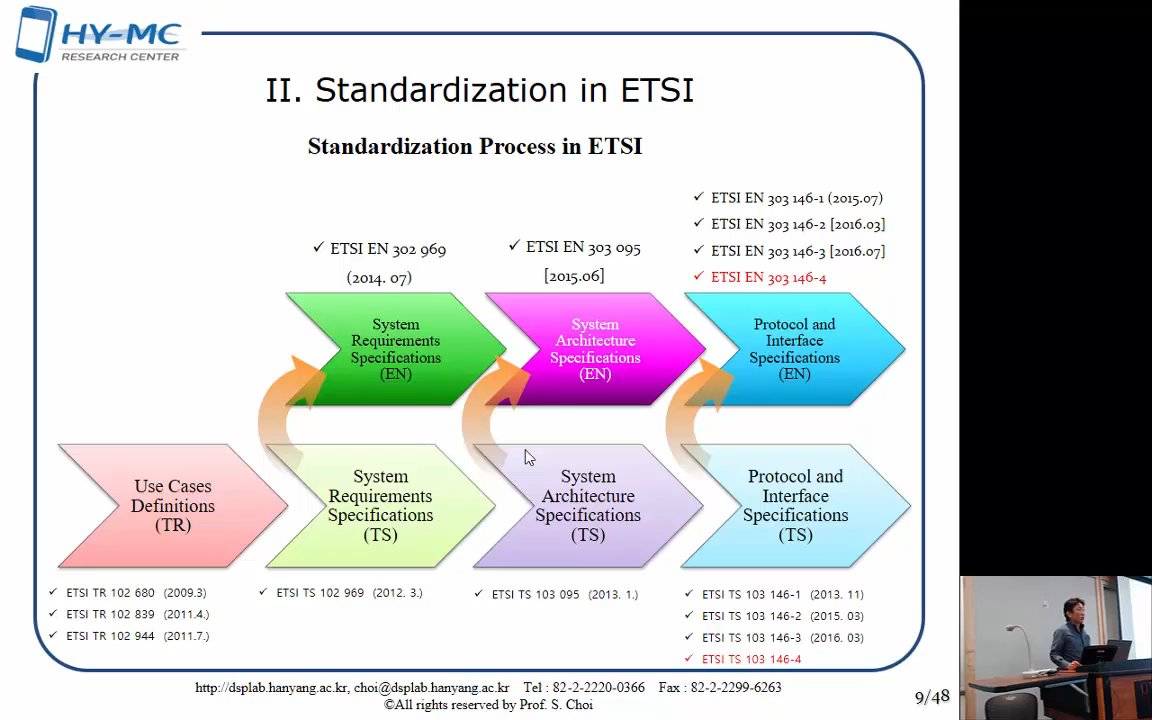 HY-MC
RESEARCH CENTER
II. Standardization in ETSI
Standardization Process in ETSI
✓ ETSI EN 302 969
(2014. 07)
✓ ETSI EN 303 095
[2015.06]
✓ ETSI EN 303 146-1 (2015.07)
✓ ETSI EN 303 146-2 [2016.03]
✓ ETSI EN 303 146-3 [2016.07]
✓ ETSI EN 303 146-4
System
Requirements
Specifications
(EN)
System
Architecture
Specifications
(EN)
Protocol and
Interface
Specifications
(EN)
Use Cases
Definitions
(TR)
System
Requirements
Specifications
(TS)
System
Architecture
Specifications
(TS)
Protocol and
Interface
Specifications
(TS)
✓ ETSI TR 102 680 (2009.3)
✓ ETSI TR 102 839 (2011.4.)
✓ ETSI TR 102 944 (2011.7.)
✓ ETSI TS 102 969 (2012. 3.)
✓ ETSI TS 103 095 (2013. 1.)
✓ ETSI TS 103 146-1 (2013. 11)
✓ ETSI TS 103 146-2 (2015. 03)
✓ ETSI TS 103 146-3 (2016. 03)
✓ ETSI TS 103 146-4
http://dsplab.hanyang.ac.kr, choi@dsplab.hanyang.ac.kr Tel : 82-2-2220-0366 Fax : 82-2-2299-6263
©All rights reserved by Prof. S. Choi
9/48